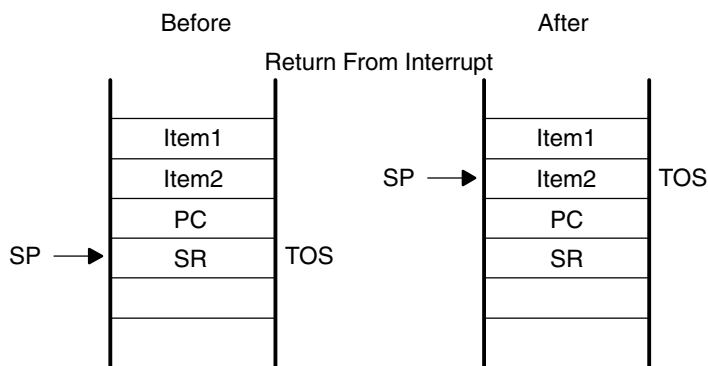 Before After
Return From Interrupt
Item1 Item1
Item2 SP Item2 TOS
PC PC
SP SR TOS SR